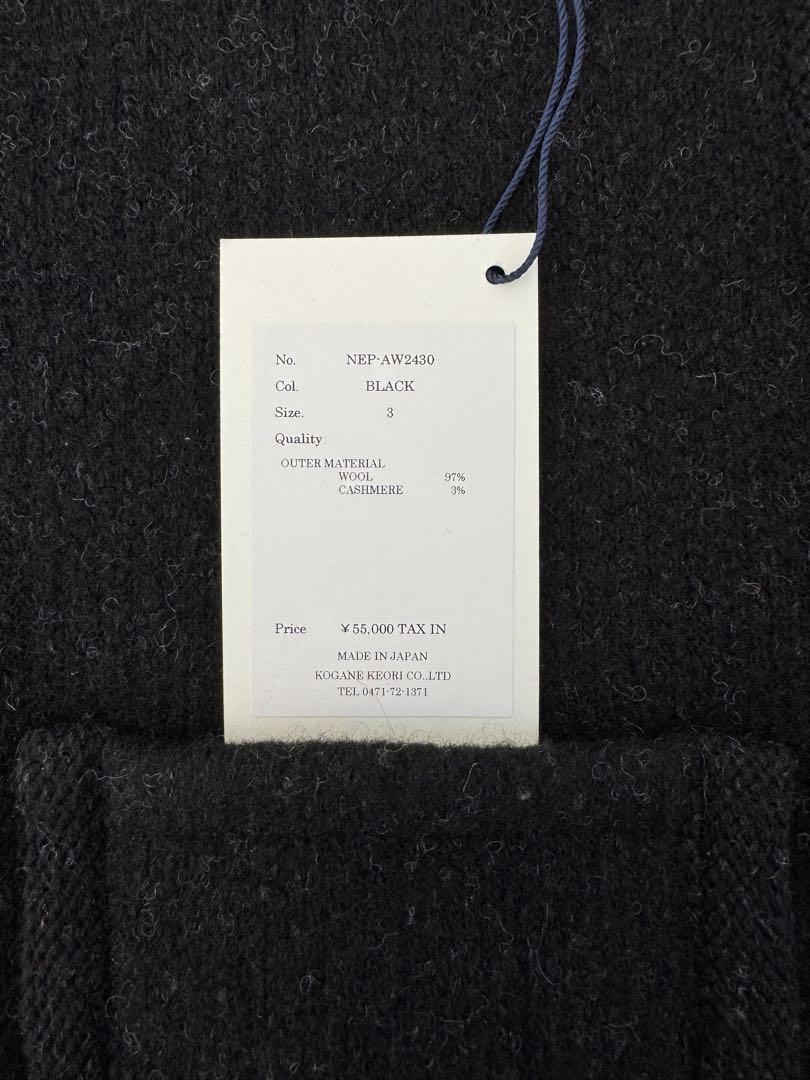 No. NEP-AW2430
Col. BLACK
Size. 3
Quality
OUTER MATERIAL
WOOL 97%
CASHMERE 3%
Price ¥55,000 TAX IN
MADE IN JAPAN
KOGANE KEORI CO.,LTD
TEL 0471-72-1371